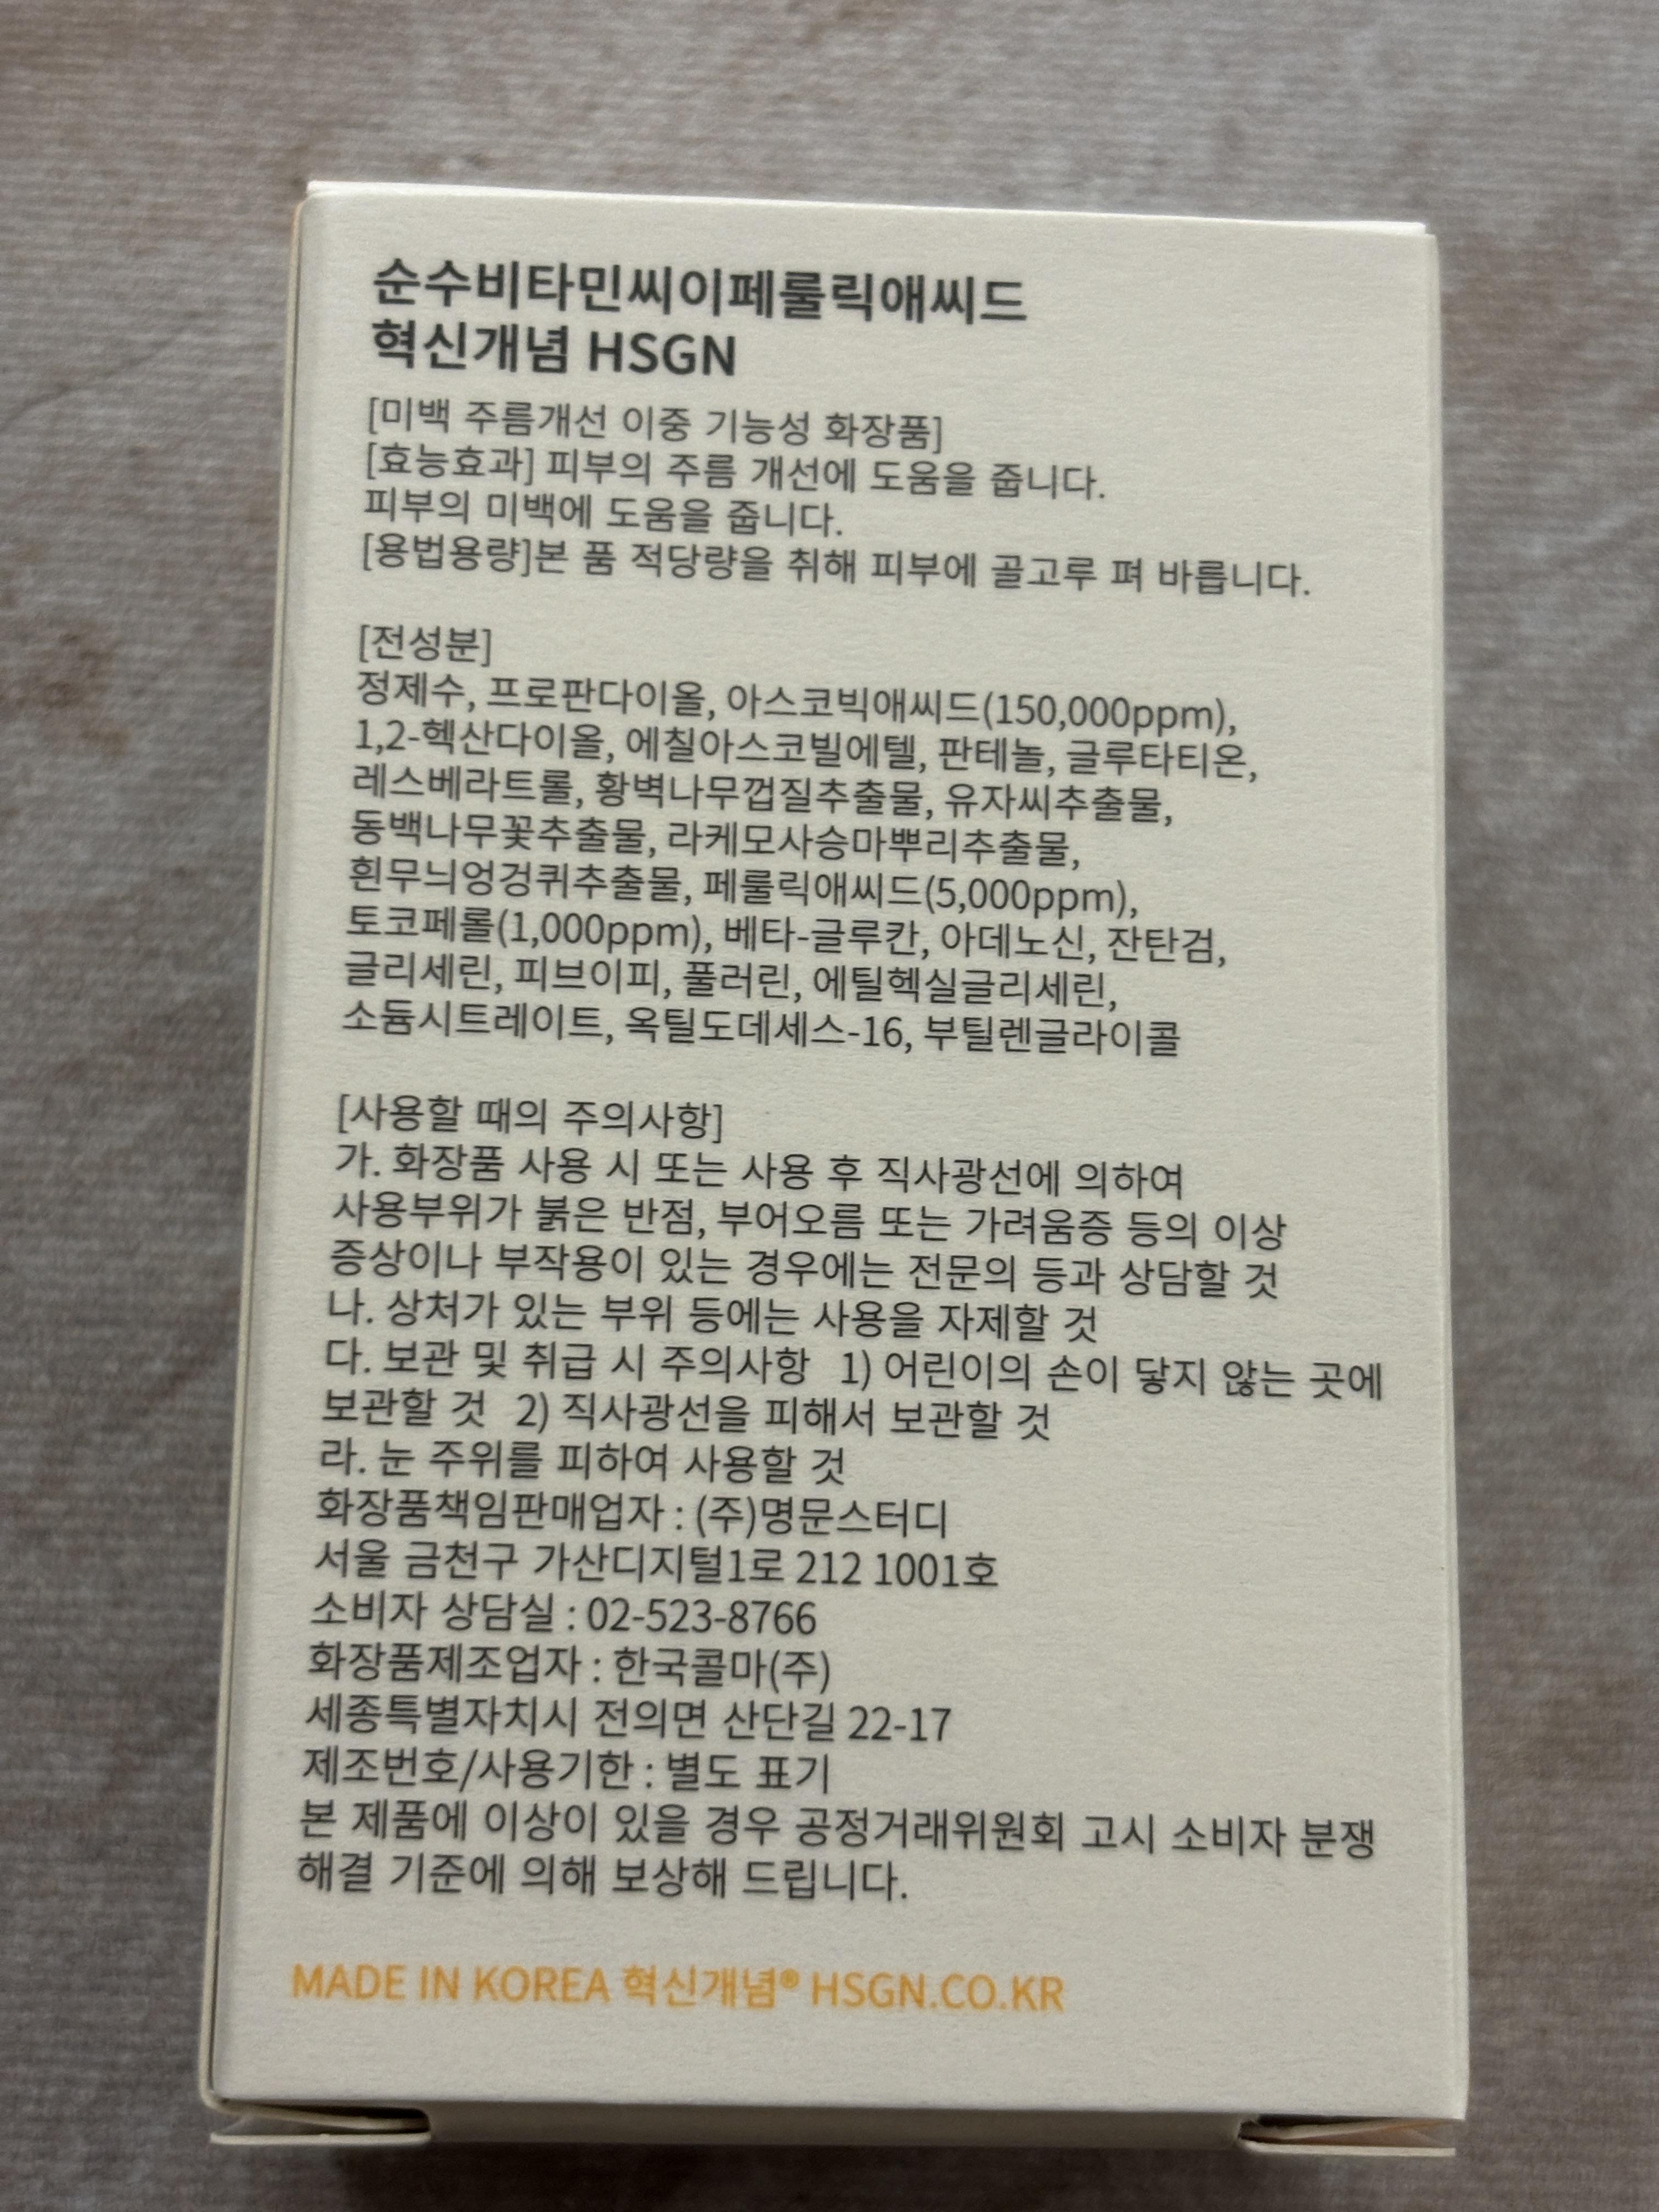 순수비타민씨이페룰릭애씨드
혁신개념 HSGN
[미백 주름개선 이중 기능성 화장품]
[효능효과] 피부의 주름 개선에 도움을 줍니다.
피부의 미백에 도움을 줍니다.
[용법용량]본 품 적당량을 취해 피부에 골고루 펴 바릅니다.
[전성분]
정제수, 프로판다이올, 아스코빅애씨드(150,000ppm),
1,2-헥산다이올, 에칠아스코빌에텔, 판테놀, 글루타티온,
레스베라트롤, 황벽나무껍질추출물, 유자씨추출물,
동백나무꽃추출물, 라케모사승마뿌리추출물,
흰무늬엉겅퀴추출물, 페룰릭애씨드(5,000ppm),
토코페롤(1,000ppm), 베타-글루칸, 아데노신, 잔탄검,
글리세린, 피브이피, 풀러린, 에틸헥실글리세린,
소듐시트레이트, 옥틸도데세스-16, 부틸렌글라이콜
[사용할 때의 주의사항]
가. 화장품 사용 시 또는 사용 후 직사광선에 의하여
사용부위가 붉은 반점, 부어오름 또는 가려움증 등의 이상
증상이나 부작용이 있는 경우에는 전문의 등과 상담할 것
나. 상처가 있는 부위 등에는 사용을 자제할 것
다. 보관 및 취급 시 주의사항 1) 어린이의 손이 닿지 않는 곳에
보관할 것 2) 직사광선을 피해서 보관할 것
라. 눈 주위를 피하여 사용할 것
화장품책임판매업자 : (주)명문스터디
서울 금천구 가산디지털1로 212 1001호
소비자 상담실 : 02-523-8766
화장품제조업자 : 한국콜마(주)
세종특별자치시 전의면 산단길 22-17
제조번호/사용기한 : 별도 표기
본 제품에 이상이 있을 경우 공정거래위원회 고시 소비자 분쟁
해결 기준에 의해 보상해 드립니다.
MADE IN KOREA 혁신개념® HSGN.CO.KR